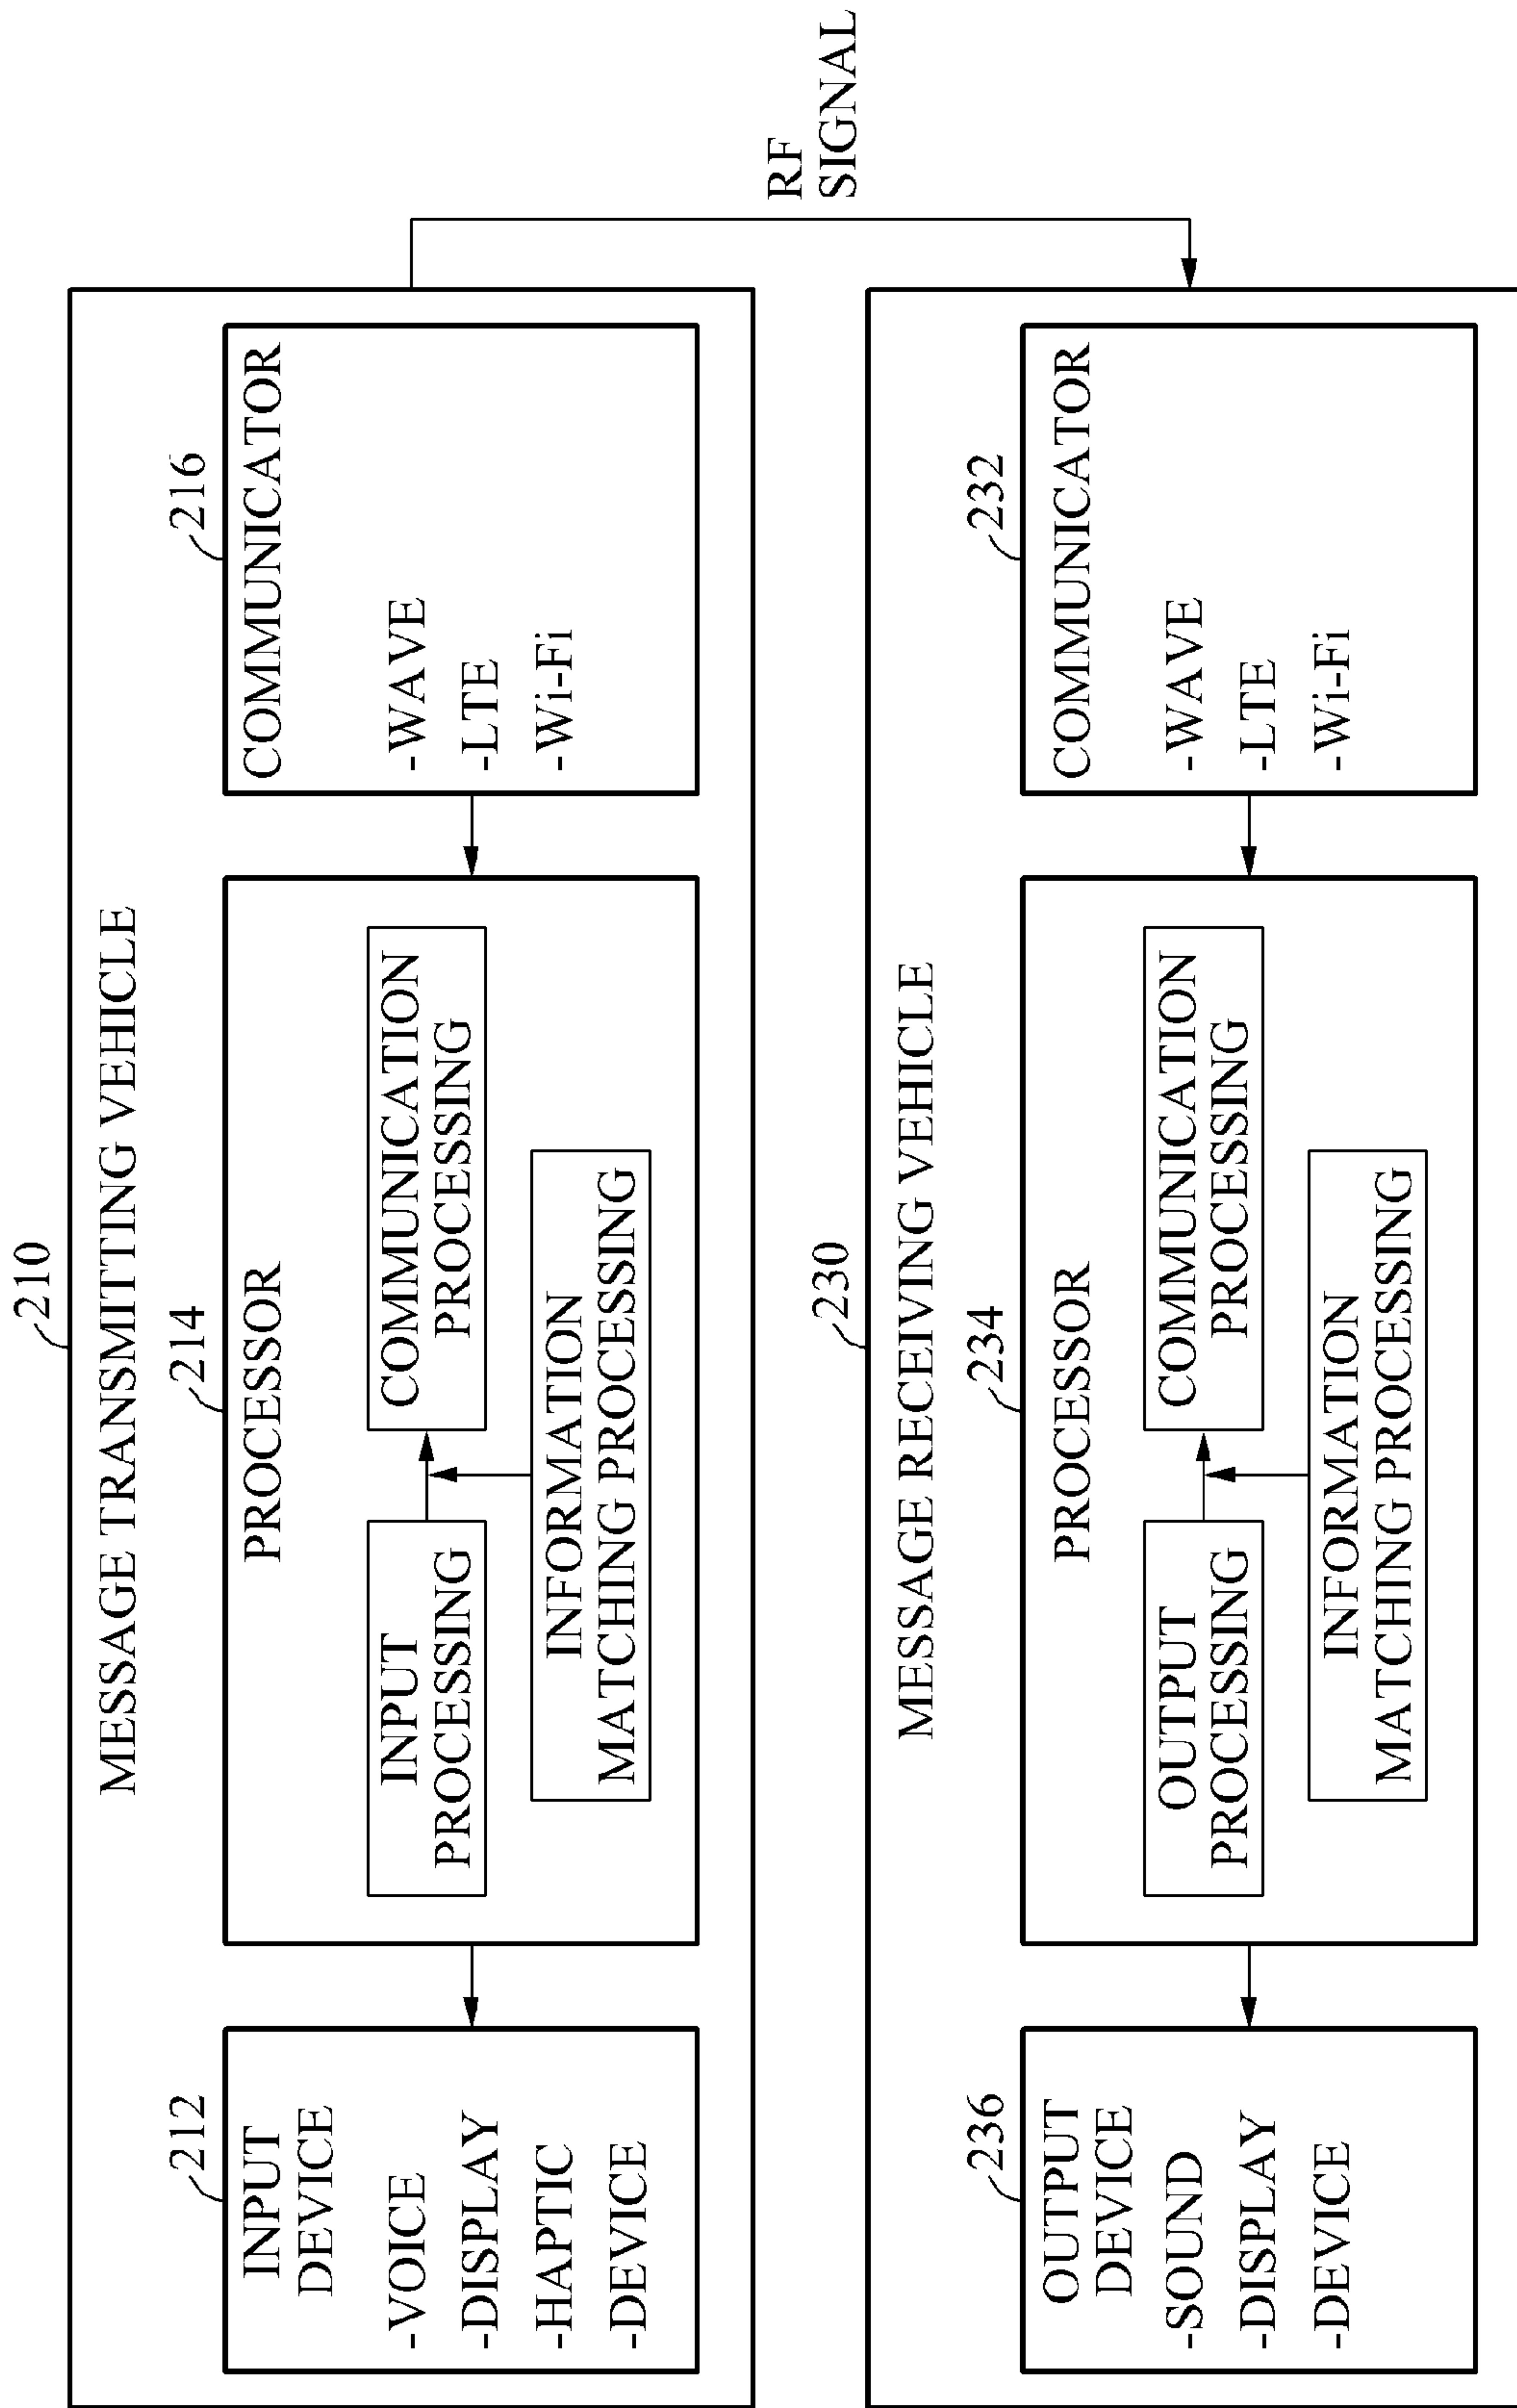 210
MESSAGE TRANSMITTING VEHICLE
212
INPUT
DEVICE
-VOICE
-DISPLAY
-HAPTIC
-DEVICE
214
PROCESSOR
INPUT
PROCESSING
COMMUNICATION
PROCESSING
INFORMATION
MATCHING PROCESSING
216
COMMUNICATOR
-WAVE
-LTE
-Wi-Fi
RF
SIGNAL
230
MESSAGE RECEIVING VEHICLE
236
OUTPUT
DEVICE
-SOUND
-DISPLAY
-DEVICE
234
PROCESSOR
OUTPUT
PROCESSING
COMMUNICATION
PROCESSING
INFORMATION
MATCHING PROCESSING
232
COMMUNICATOR
-WAVE
-LTE
-Wi-Fi